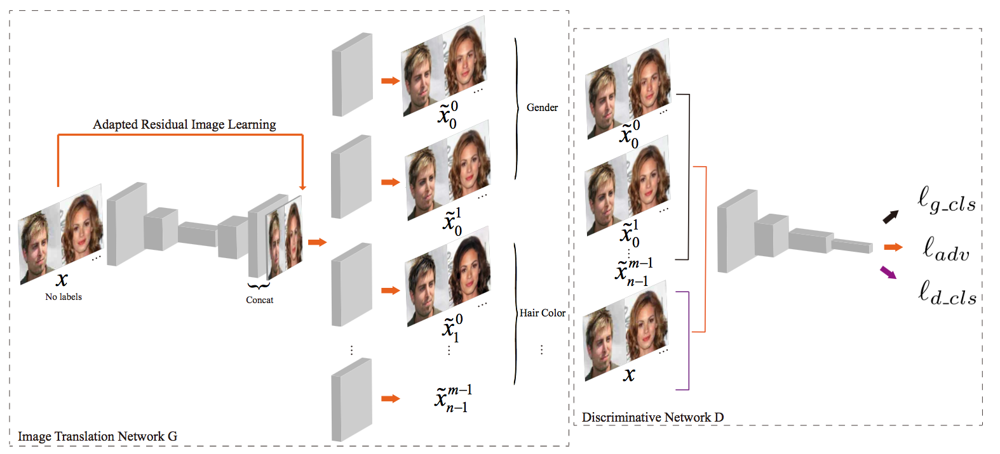 Adapted Residual Image Learning
x
No labels
Concat
...
x̃₀⁰
...
x̃₀¹
Gender
...
x̃₁⁰
Hair Color
⋮ ⋮ ⋮
x̃ₙ₋₁ᵐ⁻¹
Image Translation Network G
...
x̃₀⁰
...
x̃₀¹
⋮
x̃ₙ₋₁ᵐ⁻¹
...
x
ℓg_cls
ℓadv
ℓd_cls
Discriminative Network D